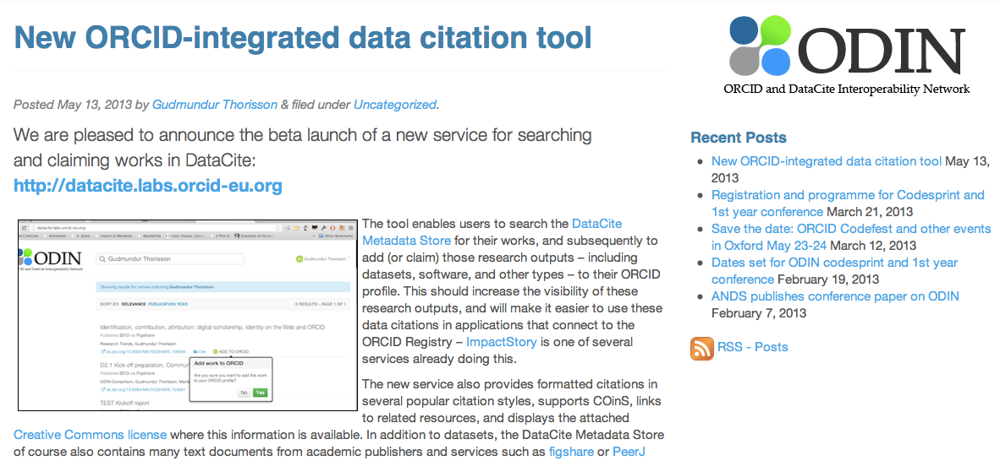 New ORCID-integrated data citation tool
Posted May 13, 2013 by Gudmundur Thorisson & filed under Uncategorized.
We are pleased to announce the beta launch of a new service for searching
and claiming works in DataCite:
http://datacite.labs.orcid-eu.org
datacite.labs.orcid-eu.org
ODIN
Gudmundur Thorisson
Gudmundur Thorisson
Showing results for names matching Gudmundur Thorisson
SORT BY: RELEVANCE PUBLICATION YEAR
5 RESULTS - PAGE 1 OF 1
Identification, contribution, attribution: digital scholarship, identity on the Web and ORCID
Published 2013 via Figshare
Research Trends, Gudmundur Thorisson
Cite
ADD TO ORCID
D2.1 Kick off preparation, Commun
Published 2013 via Figshare
ODIN Consortium, Gudmundur Thorisson,
TEST Kickoff report
Add work to ORCID
Are you sure you want to add this work
to your ORCID profile?
No Yes
The tool enables users to search the DataCite
Metadata Store for their works, and subsequently to
add (or claim) those research outputs – including
datasets, software, and other types – to their ORCID
profile. This should increase the visibility of these
research outputs, and will make it easier to use these
data citations in applications that connect to the
ORCID Registry – ImpactStory is one of several
services already doing this.
The new service also provides formatted citations in
several popular citation styles, supports COinS, links
to related resources, and displays the attached
Creative Commons license where this information is available. In addition to datasets, the DataCite Metadata Store
of course also contains many text documents from academic publishers and services such as figshare or PeerJ
ODIN
ORCID and DataCite Interoperability Network
Recent Posts
New ORCID-integrated data citation tool May 13,
2013
Registration and programme for Codesprint and
1st year conference March 21, 2013
Save the date: ORCID Codefest and other events
in Oxford May 23-24 March 12, 2013
Dates set for ODIN codesprint and 1st year
conference February 19, 2013
ANDS publishes conference paper on ODIN
February 7, 2013
RSS - Posts